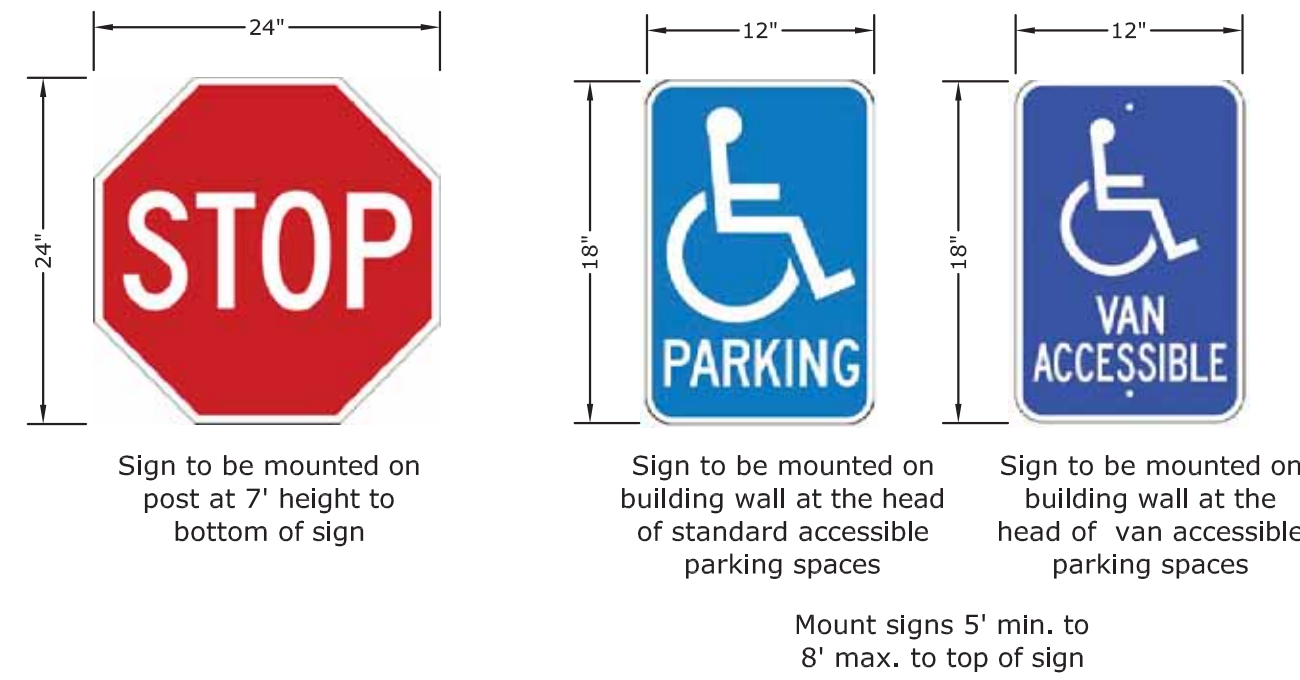 24"
12"
12"
24"
STOP
18"
PARKING
18"
VAN
ACCESSIBLE
Sign to be mounted on
post at 7' height to
bottom of sign
Sign to be mounted on
building wall at the head
of standard accessible
parking spaces
Sign to be mounted on
building wall at the
head of van accessible
parking spaces
Mount signs 5' min. to
8' max. to top of sign